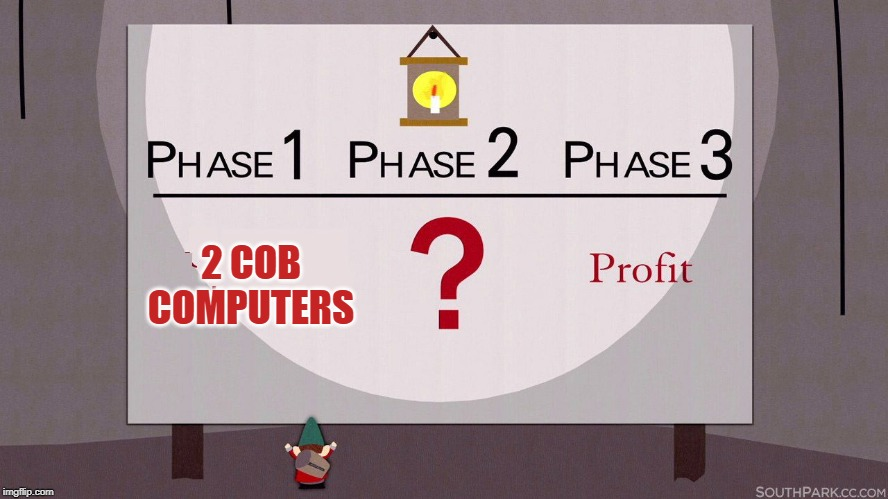 PHASE 1 PHASE 2 PHASE 3
2 COB
COMPUTERS
?
Profit
imgflip.com
SOUTHPARK.CC.COM